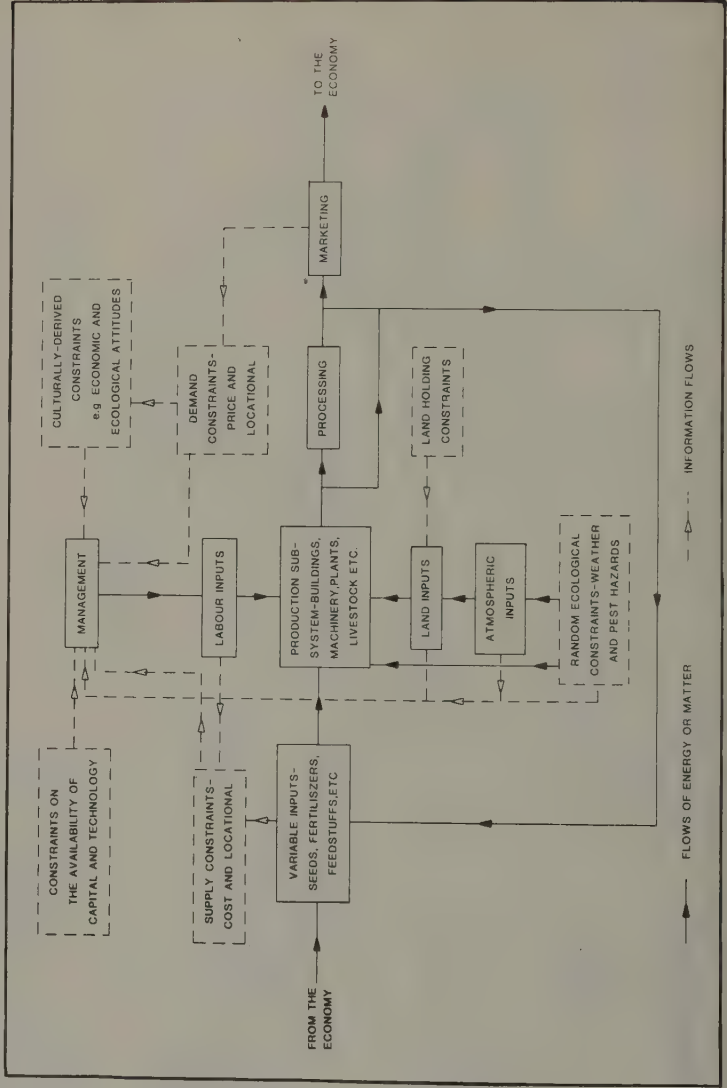 CONSTRAINTS ON
THE AVAILABILITY OF
CAPITAL AND TECHNOLOGY
MANAGEMENT
CULTURALLY-DERIVED
CONSTRAINTS
e.g ECONOMIC AND
ECOLOGICAL ATTITUDES
SUPPLY CONSTRAINTS-
COST AND LOCATIONAL
LABOUR INPUTS
DEMAND
CONSTRAINTS-
PRICE AND
LOCATIONAL
FROM THE
ECONOMY
VARIABLE INPUTS-
SEEDS, FERTILISZERS,
FEEDSTUFFS,ETC
PRODUCTION SUB-
SYSTEM-BUILDINGS,
MACHINERY,PLANTS,
LIVESTOCK ETC.
PROCESSING
MARKETING
TO THE
ECONOMY
LAND INPUTS
LAND HOLDING
CONSTRAINTS
ATMOSPHERIC
INPUTS
RANDOM ECOLOGICAL
CONSTRAINTS-WEATHER
AND PEST HAZARDS
FLOWS OF ENERGY OR MATTER
INFORMATION FLOWS